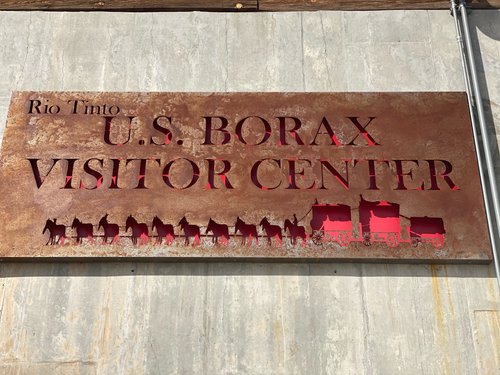 Rio Tinto
U.S. BORAX
VISITOR CENTER